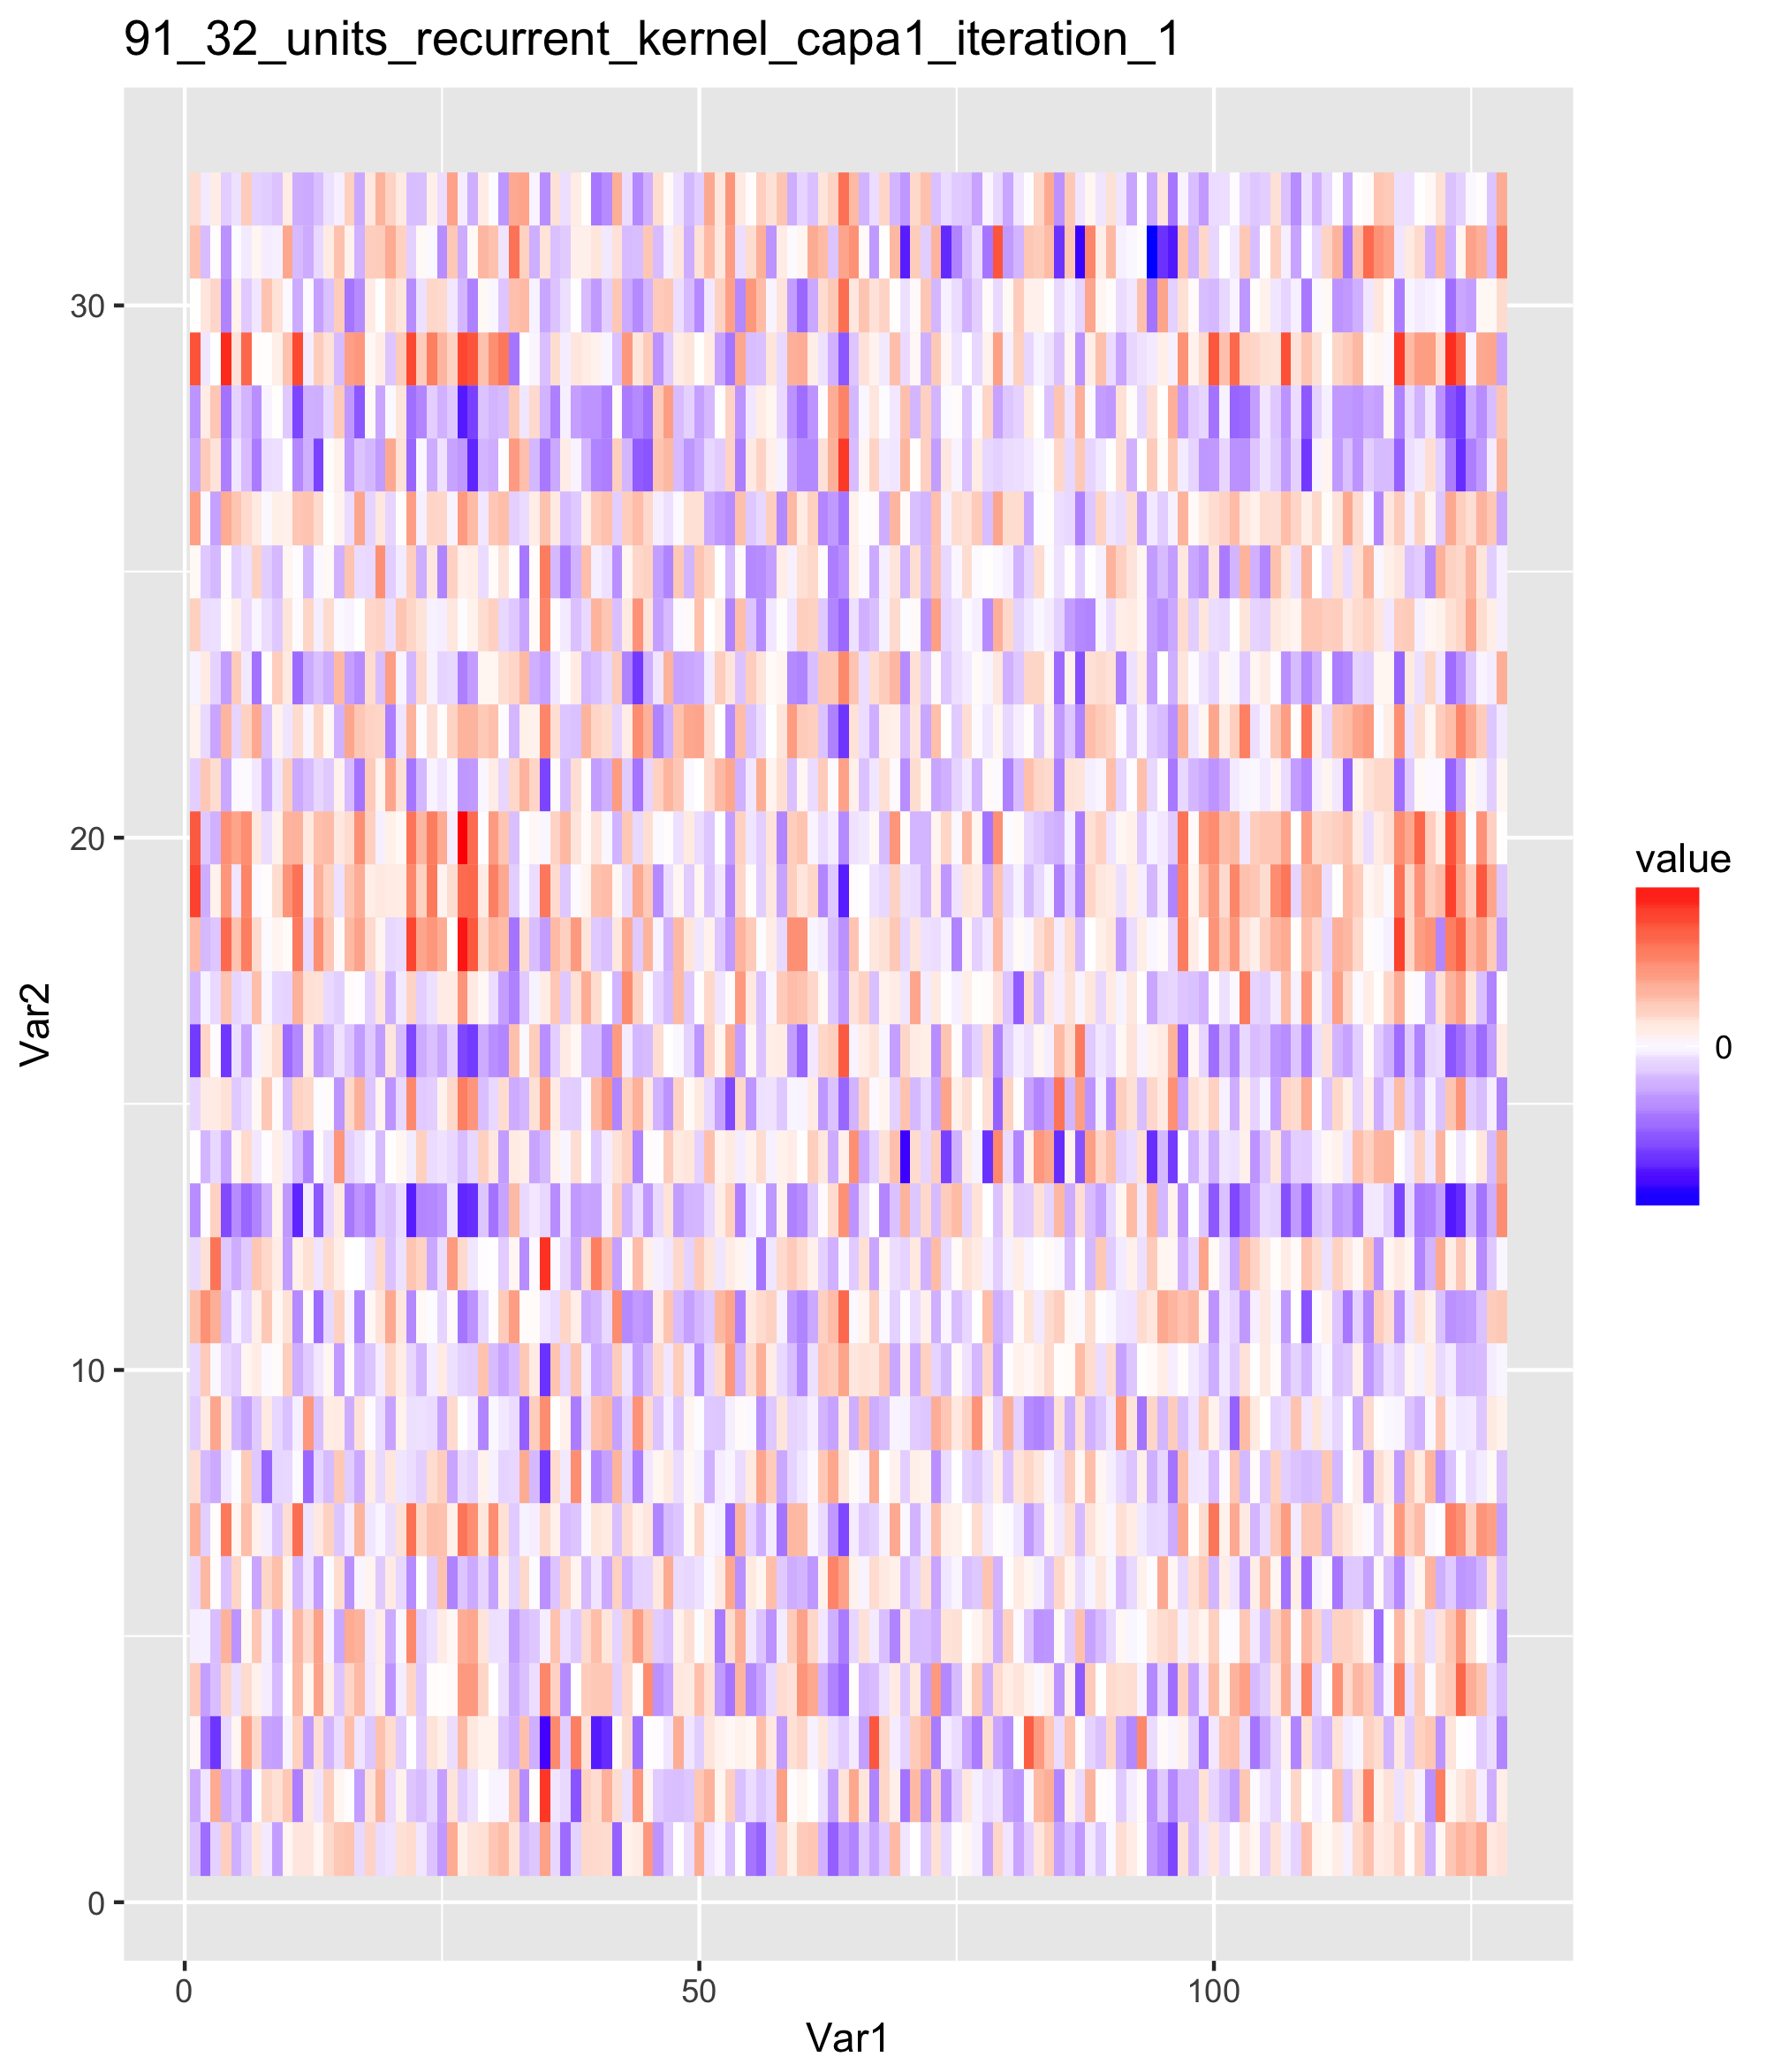 91_32_units_recurrent_kernel_capa1_iteration_1
30
20
10
0
Var2
0
50
100
Var1
value
0